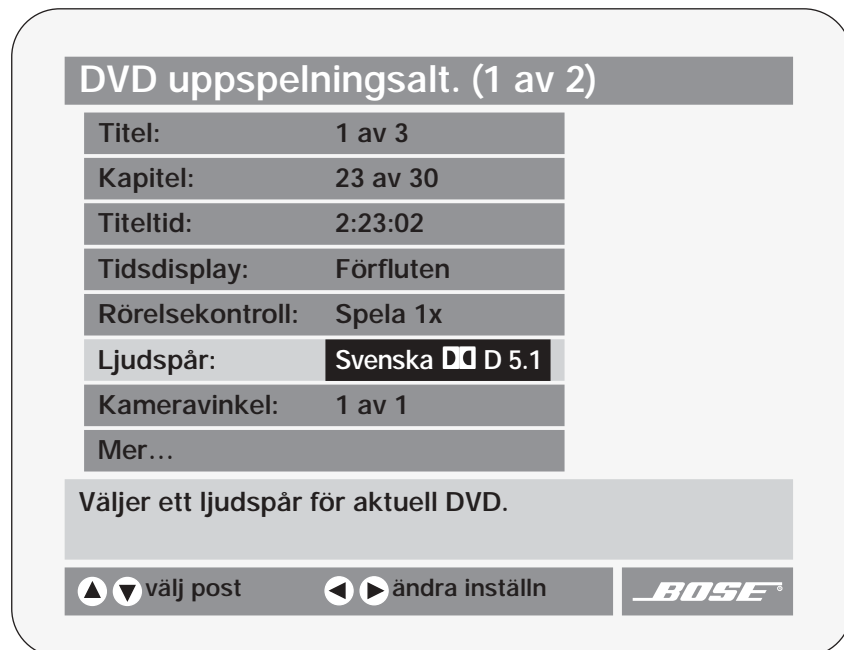 DVD uppspelningsalt. (1 av 2)
Titel: 1 av 3
Kapitel: 23 av 30
Titeltid: 2:23:02
Tidsdisplay: Förfluten
Rörelsekontroll: Spela 1x
Ljudspår: Svenska D 5.1
Kameravinkel: 1 av 1
Mer…
Väljer ett ljudspår för aktuell DVD.
välj post ändra inställn BOSE®